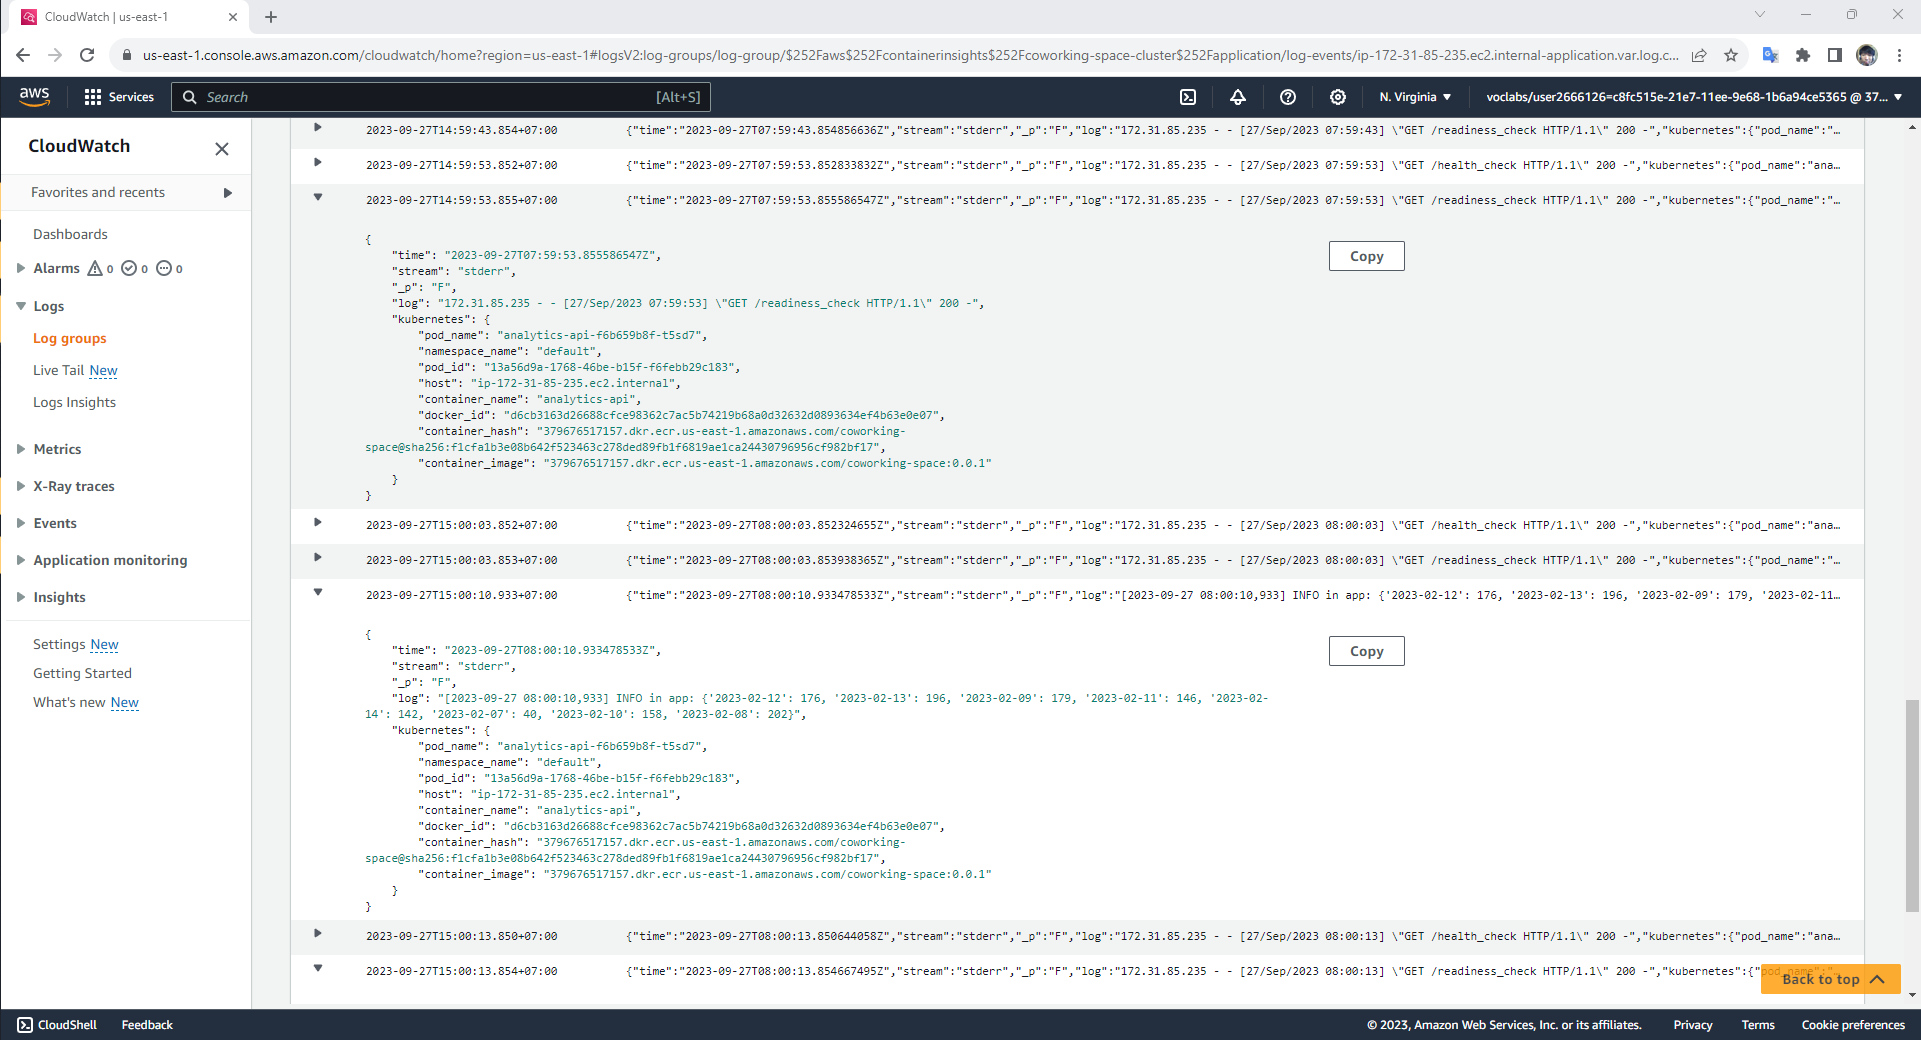 CloudWatch | us-east-1
us-east-1.console.aws.amazon.com/cloudwatch/home?region=us-east-1#logsV2:log-groups/log-group/$252Faws$252Fcontainerinsights$252Fcoworking-space-cluster$252Fapplication/log-events/ip-172-31-85-235.ec2.internal-application.var.log.c...
aws Services Search [Alt+S] N. Virginia voclabs/user2666126=c8fc515e-21e7-11ee-9e68-1b6a94ce5365 @ 37...
CloudWatch
Favorites and recents
Dashboards
Alarms 0 0 0
Logs
Log groups
Live Tail New
Logs Insights
Metrics
X-Ray traces
Events
Application monitoring
Insights
Settings New
Getting Started
What's new New
2023-09-27T14:59:43.854+07:00 {"time":"2023-09-27T07:59:43.854856636Z","stream":"stderr","_p":"F","log":"172.31.85.235 - - [27/Sep/2023 07:59:43] \"GET /readiness_check HTTP/1.1\" 200 -","kubernetes":{"pod_name":"…
2023-09-27T14:59:53.852+07:00 {"time":"2023-09-27T07:59:53.852833832Z","stream":"stderr","_p":"F","log":"172.31.85.235 - - [27/Sep/2023 07:59:53] \"GET /health_check HTTP/1.1\" 200 -","kubernetes":{"pod_name":"ana…
2023-09-27T14:59:53.855+07:00 {"time":"2023-09-27T07:59:53.855586547Z","stream":"stderr","_p":"F","log":"172.31.85.235 - - [27/Sep/2023 07:59:53] \"GET /readiness_check HTTP/1.1\" 200 -","kubernetes":{"pod_name":"…
{
Copy
"time": "2023-09-27T07:59:53.855586547Z",
"stream": "stderr",
"_p": "F",
"log": "172.31.85.235 - - [27/Sep/2023 07:59:53] \"GET /readiness_check HTTP/1.1\" 200 -",
"kubernetes": {
"pod_name": "analytics-api-f6b659b8f-t5sd7",
"namespace_name": "default",
"pod_id": "13a56d9a-1768-46be-b15f-f6febb29c183",
"host": "ip-172-31-85-235.ec2.internal",
"container_name": "analytics-api",
"docker_id": "d6cb3163d26688cfce98362c7ac5b74219b68a0d32632d0893634ef4b63e0e07",
"container_hash": "379676517157.dkr.ecr.us-east-1.amazonaws.com/coworking-
space@sha256:f1cfa1b3e08b642f523463c278ded89fb1f6819ae1ca24430796956cf982bf17",
"container_image": "379676517157.dkr.ecr.us-east-1.amazonaws.com/coworking-space:0.0.1"
}
}
2023-09-27T15:00:03.852+07:00 {"time":"2023-09-27T08:00:03.852324655Z","stream":"stderr","_p":"F","log":"172.31.85.235 - - [27/Sep/2023 08:00:03] \"GET /health_check HTTP/1.1\" 200 -","kubernetes":{"pod_name":"ana…
2023-09-27T15:00:03.853+07:00 {"time":"2023-09-27T08:00:03.853938365Z","stream":"stderr","_p":"F","log":"172.31.85.235 - - [27/Sep/2023 08:00:03] \"GET /readiness_check HTTP/1.1\" 200 -","kubernetes":{"pod_name":"…
2023-09-27T15:00:10.933+07:00 {"time":"2023-09-27T08:00:10.933478533Z","stream":"stderr","_p":"F","log":"[2023-09-27 08:00:10,933] INFO in app: {'2023-02-12': 176, '2023-02-13': 196, '2023-02-09': 179, '2023-02-11…
{
Copy
"time": "2023-09-27T08:00:10.933478533Z",
"stream": "stderr",
"_p": "F",
"log": "[2023-09-27 08:00:10,933] INFO in app: {'2023-02-12': 176, '2023-02-13': 196, '2023-02-09': 179, '2023-02-11': 146, '2023-02-
14': 142, '2023-02-07': 40, '2023-02-10': 158, '2023-02-08': 202}",
"kubernetes": {
"pod_name": "analytics-api-f6b659b8f-t5sd7",
"namespace_name": "default",
"pod_id": "13a56d9a-1768-46be-b15f-f6febb29c183",
"host": "ip-172-31-85-235.ec2.internal",
"container_name": "analytics-api",
"docker_id": "d6cb3163d26688cfce98362c7ac5b74219b68a0d32632d0893634ef4b63e0e07",
"container_hash": "379676517157.dkr.ecr.us-east-1.amazonaws.com/coworking-
space@sha256:f1cfa1b3e08b642f523463c278ded89fb1f6819ae1ca24430796956cf982bf17",
"container_image": "379676517157.dkr.ecr.us-east-1.amazonaws.com/coworking-space:0.0.1"
}
}
2023-09-27T15:00:13.850+07:00 {"time":"2023-09-27T08:00:13.850644058Z","stream":"stderr","_p":"F","log":"172.31.85.235 - - [27/Sep/2023 08:00:13] \"GET /health_check HTTP/1.1\" 200 -","kubernetes":{"pod_name":"ana…
2023-09-27T15:00:13.854+07:00 {"time":"2023-09-27T08:00:13.854667495Z","stream":"stderr","_p":"F","log":"172.31.85.235 - - [27/Sep/2023 08:00:13] \"GET /readiness_check HTTP/1.1\" 200 -","kubernetes":{"pod_name":"…
Back to top
CloudShell Feedback © 2023, Amazon Web Services, Inc. or its affiliates. Privacy Terms Cookie preferences